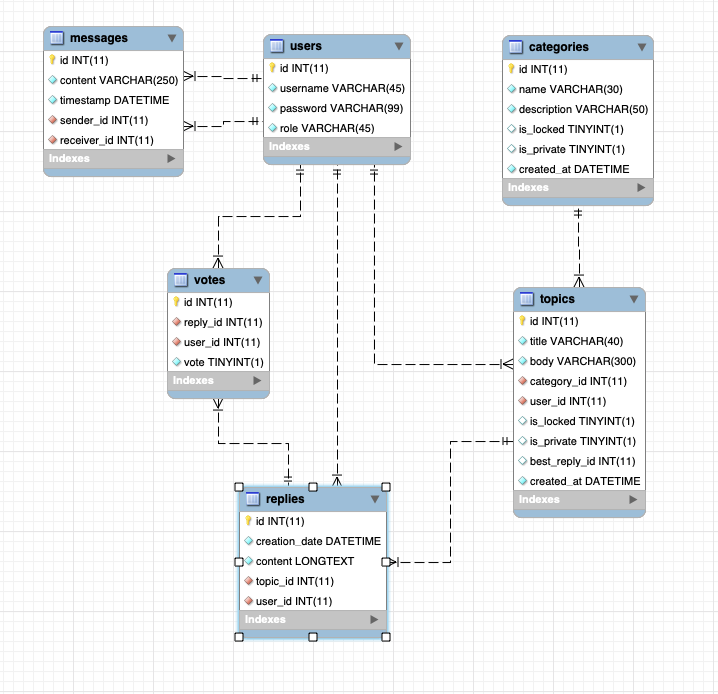 messages
id INT(11)
content VARCHAR(250)
timestamp DATETIME
sender_id INT(11)
receiver_id INT(11)
Indexes
users
id INT(11)
username VARCHAR(45)
password VARCHAR(99)
role VARCHAR(45)
Indexes
categories
id INT(11)
name VARCHAR(30)
description VARCHAR(50)
is_locked TINYINT(1)
is_private TINYINT(1)
created_at DATETIME
Indexes
votes
id INT(11)
reply_id INT(11)
user_id INT(11)
vote TINYINT(1)
Indexes
topics
id INT(11)
title VARCHAR(40)
body VARCHAR(300)
category_id INT(11)
user_id INT(11)
is_locked TINYINT(1)
is_private TINYINT(1)
best_reply_id INT(11)
created_at DATETIME
Indexes
replies
id INT(11)
creation_date DATETIME
content LONGTEXT
topic_id INT(11)
user_id INT(11)
Indexes